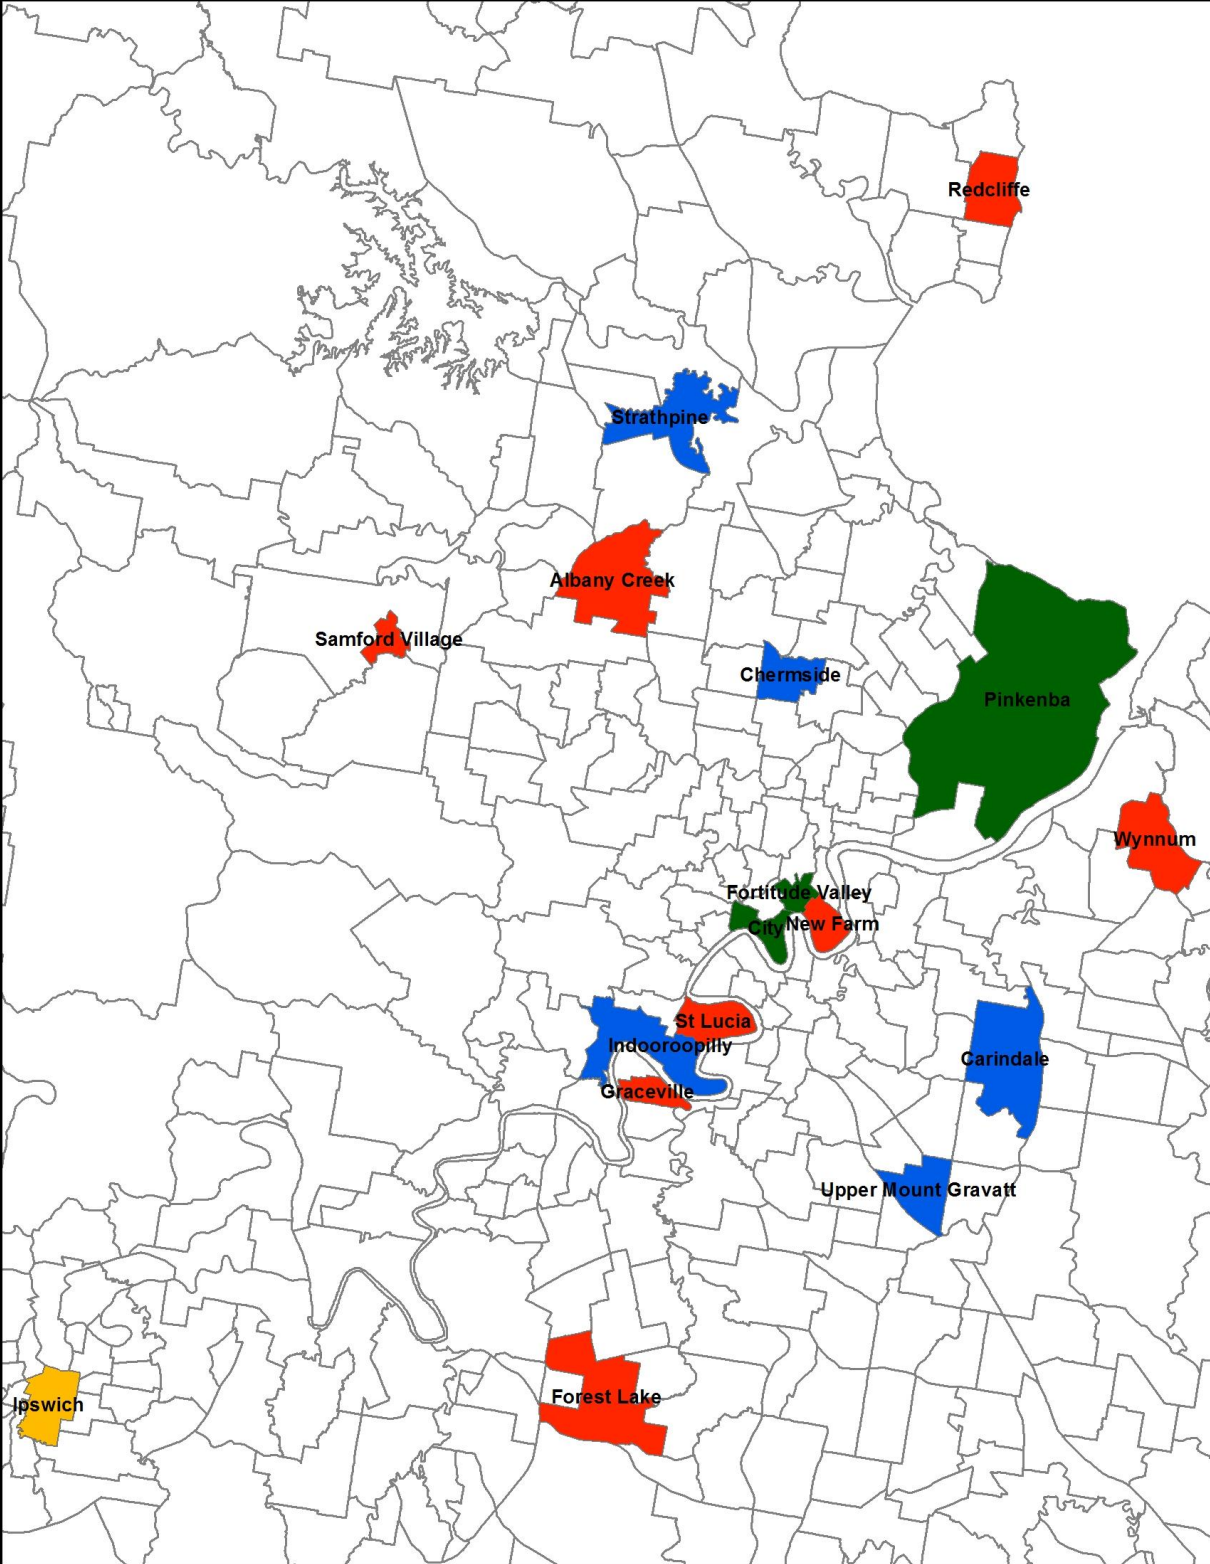 Redcliffe
Strathpine
Albany Creek
Samford Village
Chermside
Pinkenba
Wynnum
Fortitude Valley
City
New Farm
St Lucia
Indooroopilly
Carindale
Graceville
Upper Mount Gravatt
Forest Lake
Ipswich